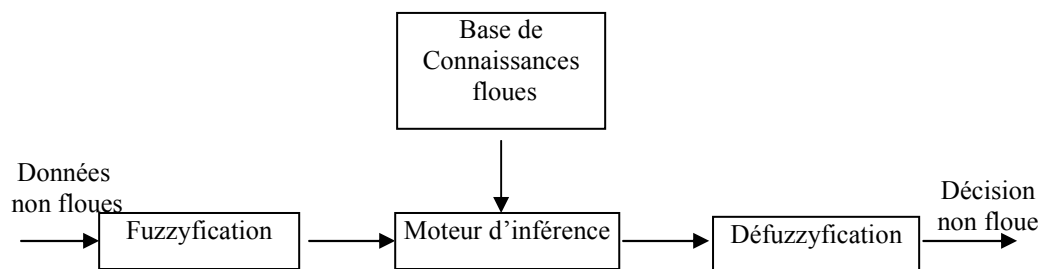 Base de
Connaissances
floues
Données
non floues
Fuzzyfication
Moteur d’inférence
Défuzzyfication
Décision
non floue